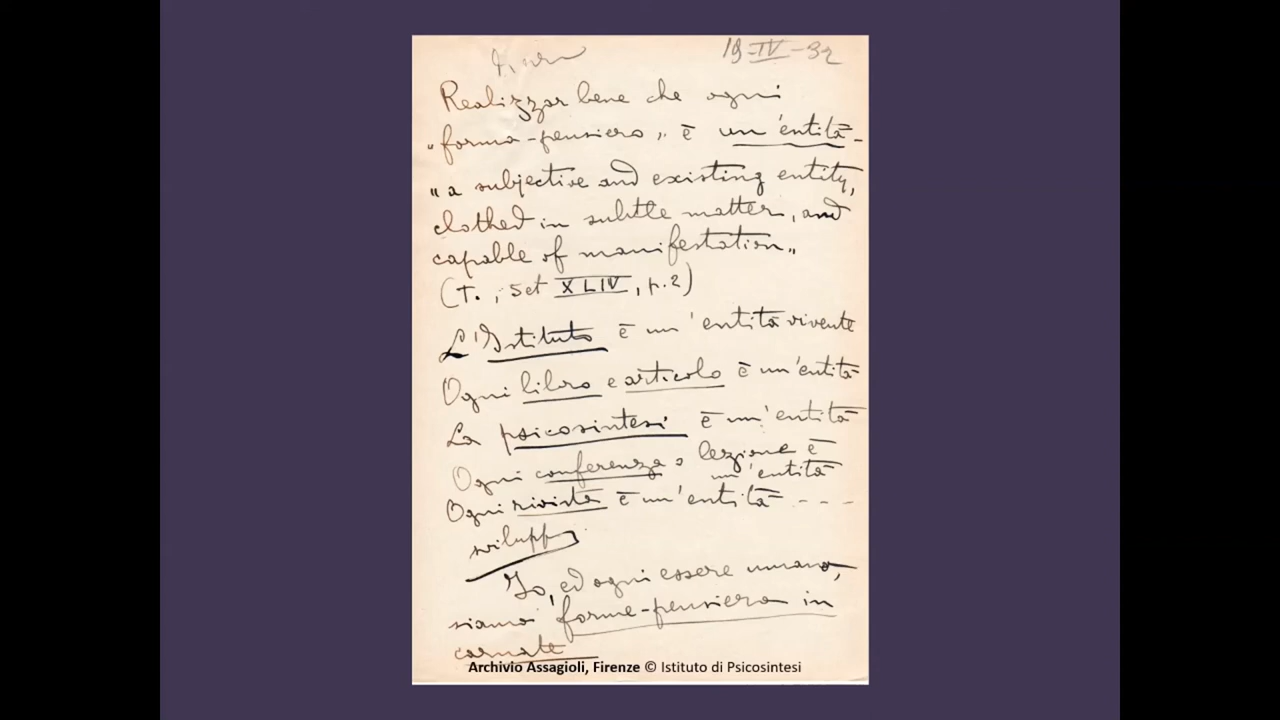 19-IV-32
Realizzar bene che ogni
"forma-pensiero" è un'entità -
"a subjective and existing entity,
clothed in subtle matter, and
capable of manifestation"
(T., Set XLIV, p.2)
L'Istituto è un'entità vivente
Ogni libro e articolo è un'entità
La psicosintesi è un'entità
Ogni conferenza o lezione è
un'entità
Ogni rivista è un'entità - - -
svilupp
Io, ed ogni essere umano,
siamo forme-pensiero in
carnate
Archivio Assagioli, Firenze © Istituto di Psicosintesi